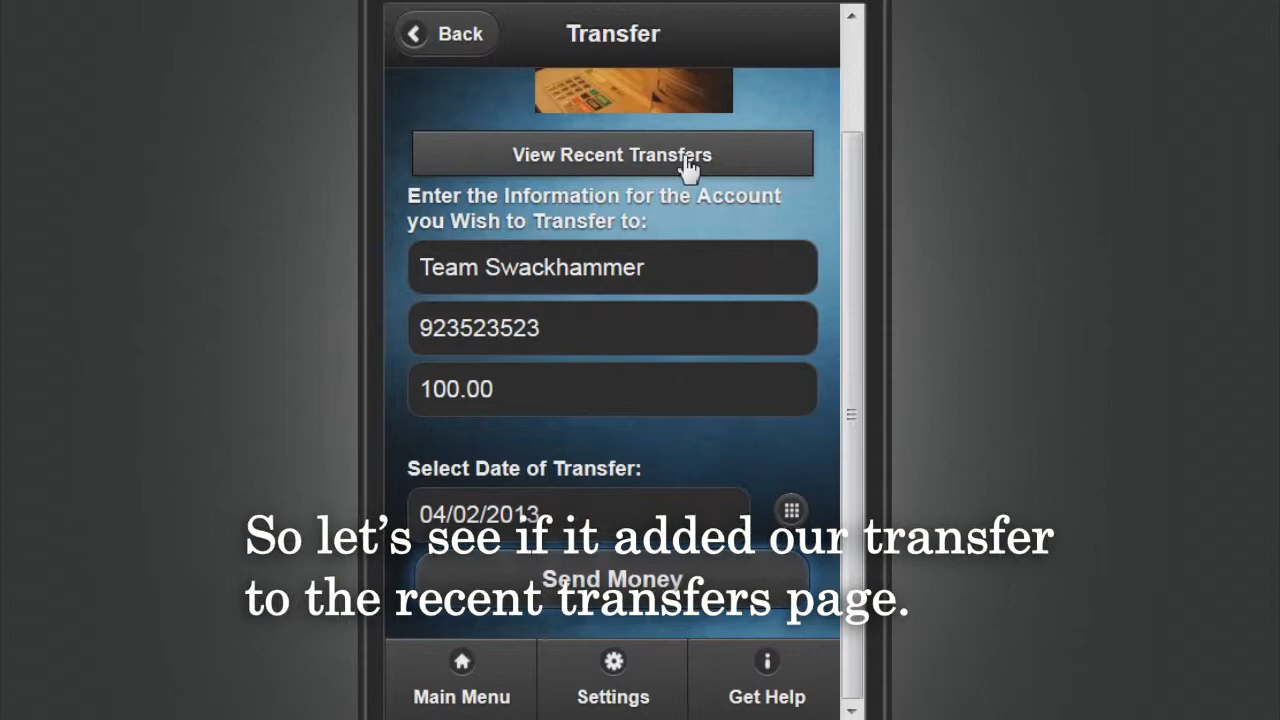 Back
Transfer
View Recent Transfers
Enter the Information for the Account
you Wish to Transfer to:
Team Swackhammer
923523523
100.00
Select Date of Transfer:
04/02/2013
So let's see if it added our transfer
Send Money
to the recent transfers page.
Main Menu
Settings
Get Help